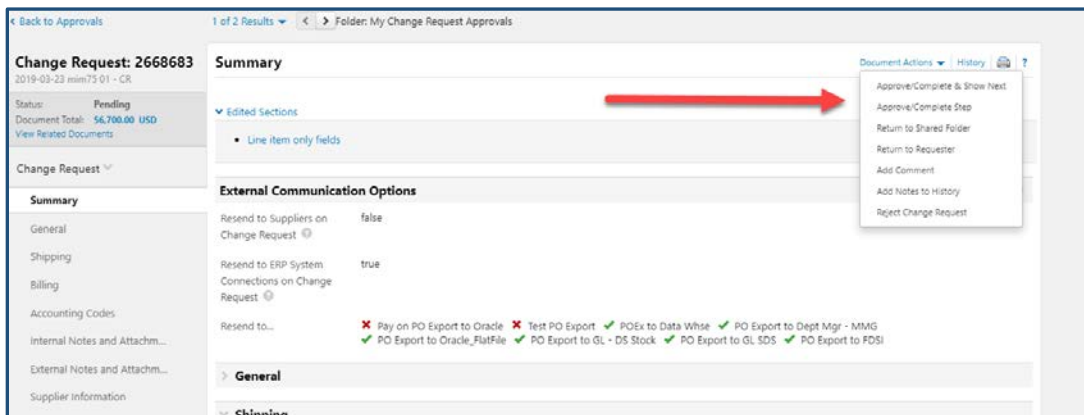 < Back to Approvals
1 of 2 Results < > Folder: My Change Request Approvals
Change Request: 2668683
2019-03-23 mim75 01 - CR
Status: Pending
Document Total: 56,700.00 USD
View Related Documents
Change Request
Summary
General
Shipping
Billing
Accounting Codes
Internal Notes and Attachm...
External Notes and Attachm...
Supplier Information
Summary
Document Actions History ?
Approve/Complete & Show Next
Approve/Complete Step
Return to Shared Folder
Return to Requester
Add Comment
Add Notes to History
Reject Change Request
Edited Sections
• Line item only fields
External Communication Options
Resend to Suppliers on false
Change Request ?
Resend to ERP System true
Connections on Change
Request ?
Resend to... ✖ Pay on PO Export to Oracle ✖ Test PO Export ✔ POEx to Data Whse ✔ PO Export to Dept Mgr - MMG
✔ PO Export to Oracle_FlatFile ✔ PO Export to GL - DS Stock ✔ PO Export to GL SDS ✔ PO Export to FDSI
General
Shipping